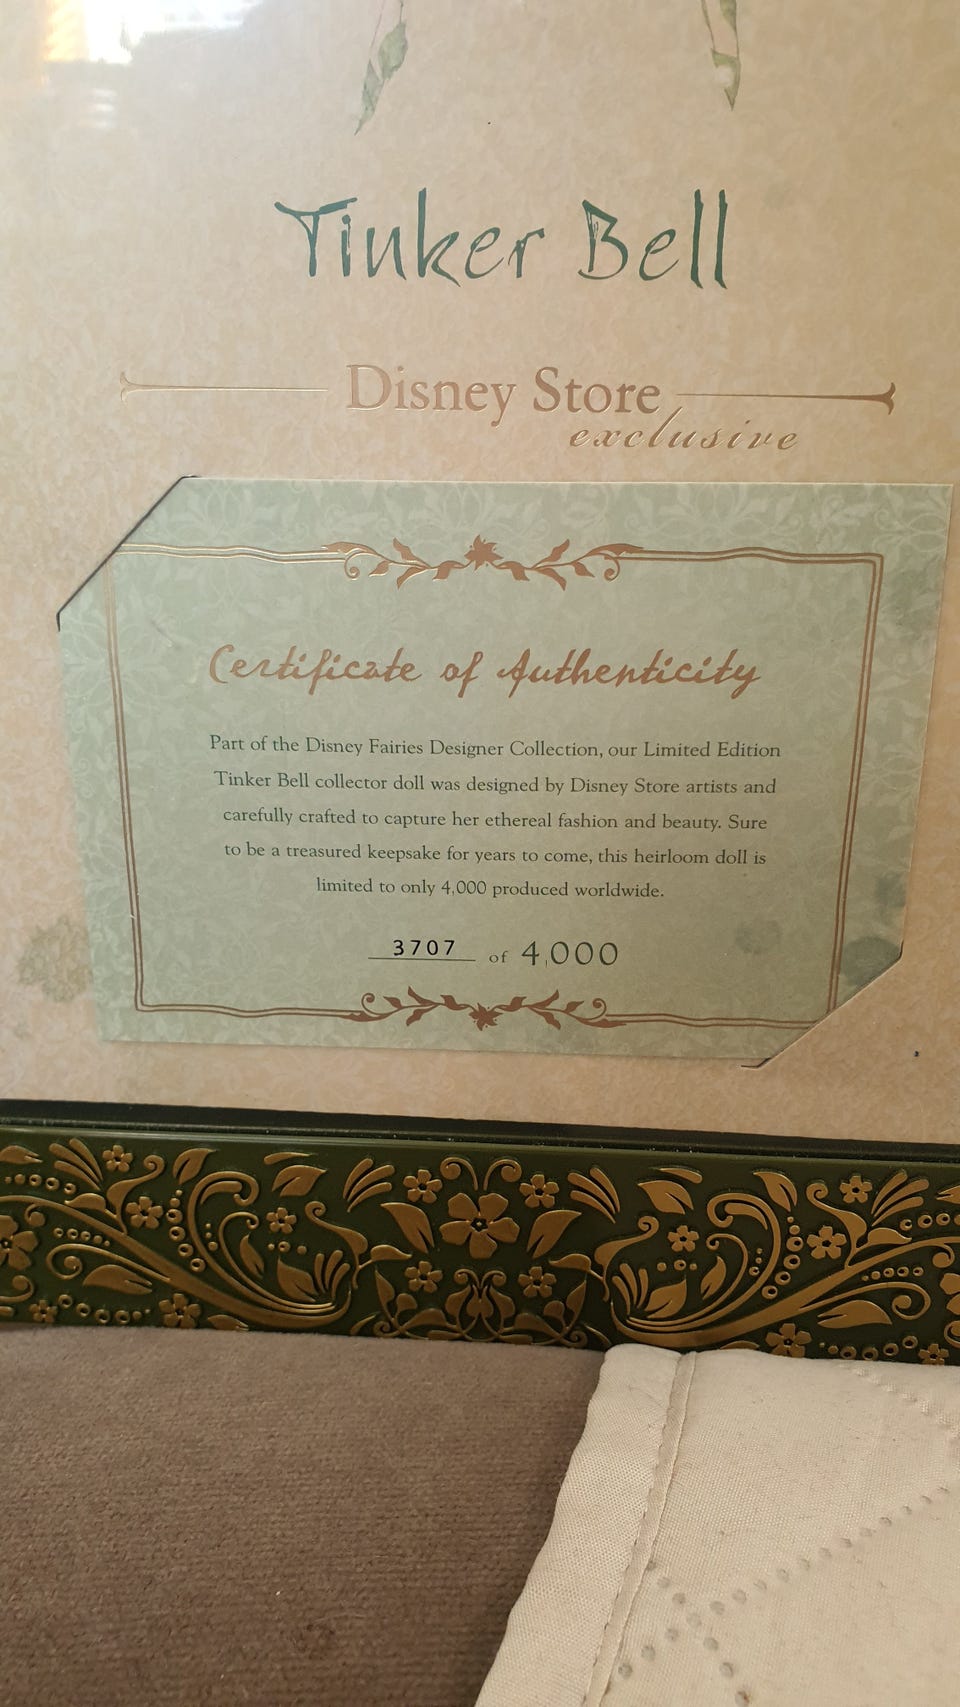 Tinker Bell
Disney Store
exclusive
Certificate of Authenticity
Part of the Disney Fairies Designer Collection, our Limited Edition
Tinker Bell collector doll was designed by Disney Store artists and
carefully crafted to capture her ethereal fashion and beauty. Sure
to be a treasured keepsake for years to come, this heirloom doll is
limited to only 4,000 produced worldwide.
3707 of 4,000